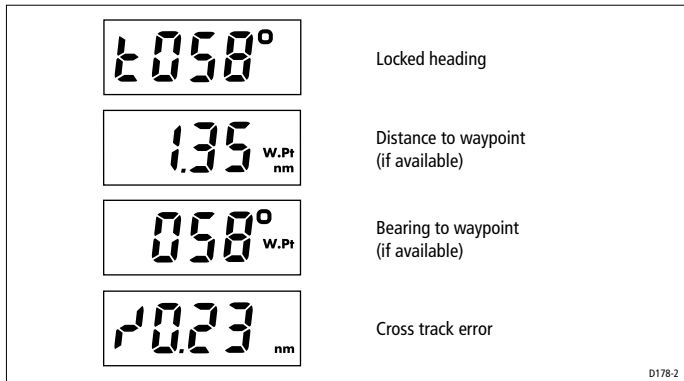 t058°
Locked heading
1.35 W.Pt
nm
Distance to waypoint
(if available)
058° W.Pt
Bearing to waypoint
(if available)
0.23 nm
Cross track error
D178-2